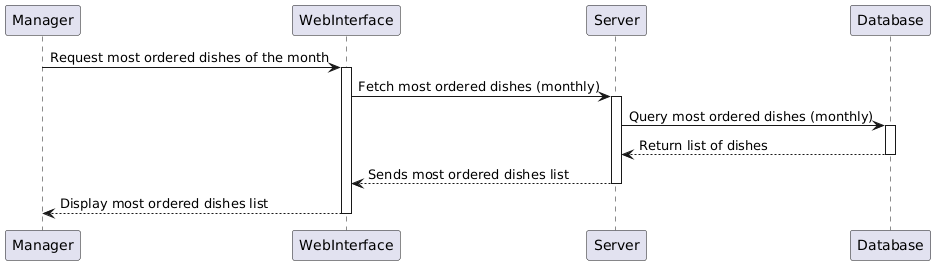 Manager WebInterface Server Database
Request most ordered dishes of the month
Fetch most ordered dishes (monthly)
Query most ordered dishes (monthly)
Return list of dishes
Sends most ordered dishes list
Display most ordered dishes list
Manager WebInterface Server Database